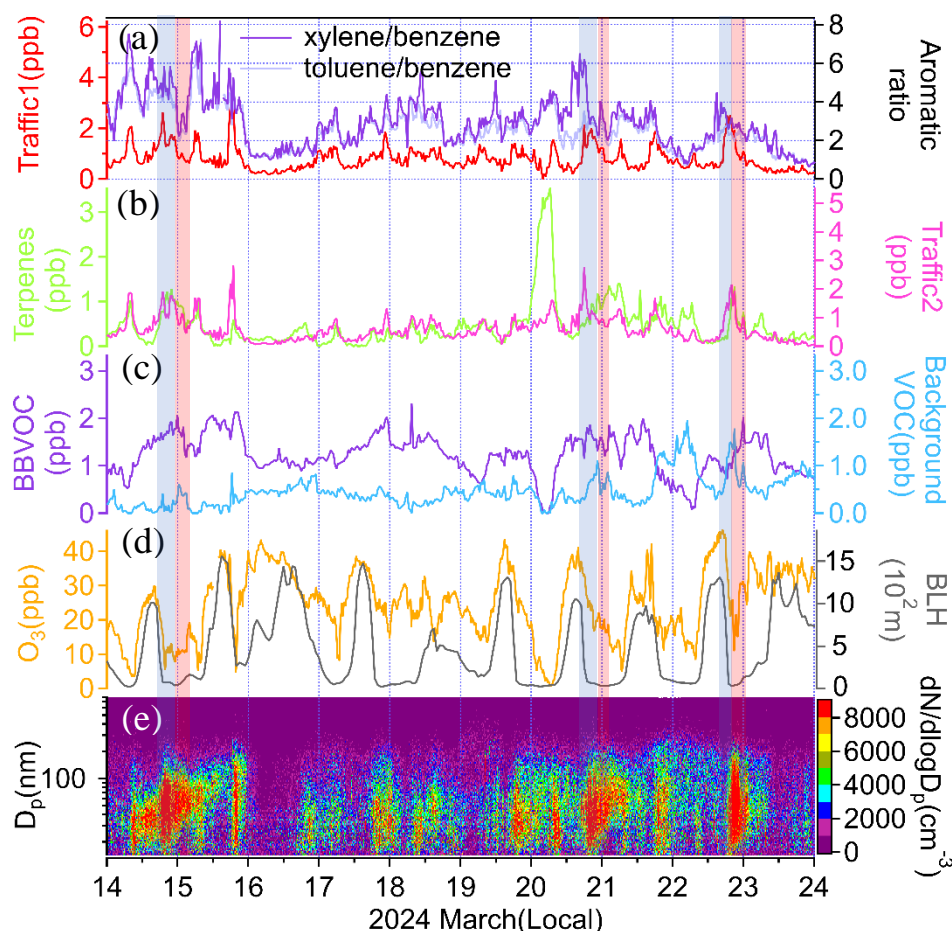 (a)
xylene/benzene
toluene/benzene
Traffic1(ppb)
6
4
2
0
8
6
4
2
0
Aromatic
ratio
(b)
Terpenes
(ppb)
3
2
1
0
5
4
3
2
1
0
Traffic2
(ppb)
(c)
BBVOC
(ppb)
3
2
1
0
3.0
2.0
1.0
0.0
Background
VOC(ppb)
(d)
O3(ppb)
40
30
20
10
0
15
10
5
0
BLH
(10² m)
(e)
Dp(nm)
100
8000
6000
4000
2000
0
dN/dlogDp(cm⁻³)
14 15 16 17 18 19 20 21 22 23 24
2024 March(Local)